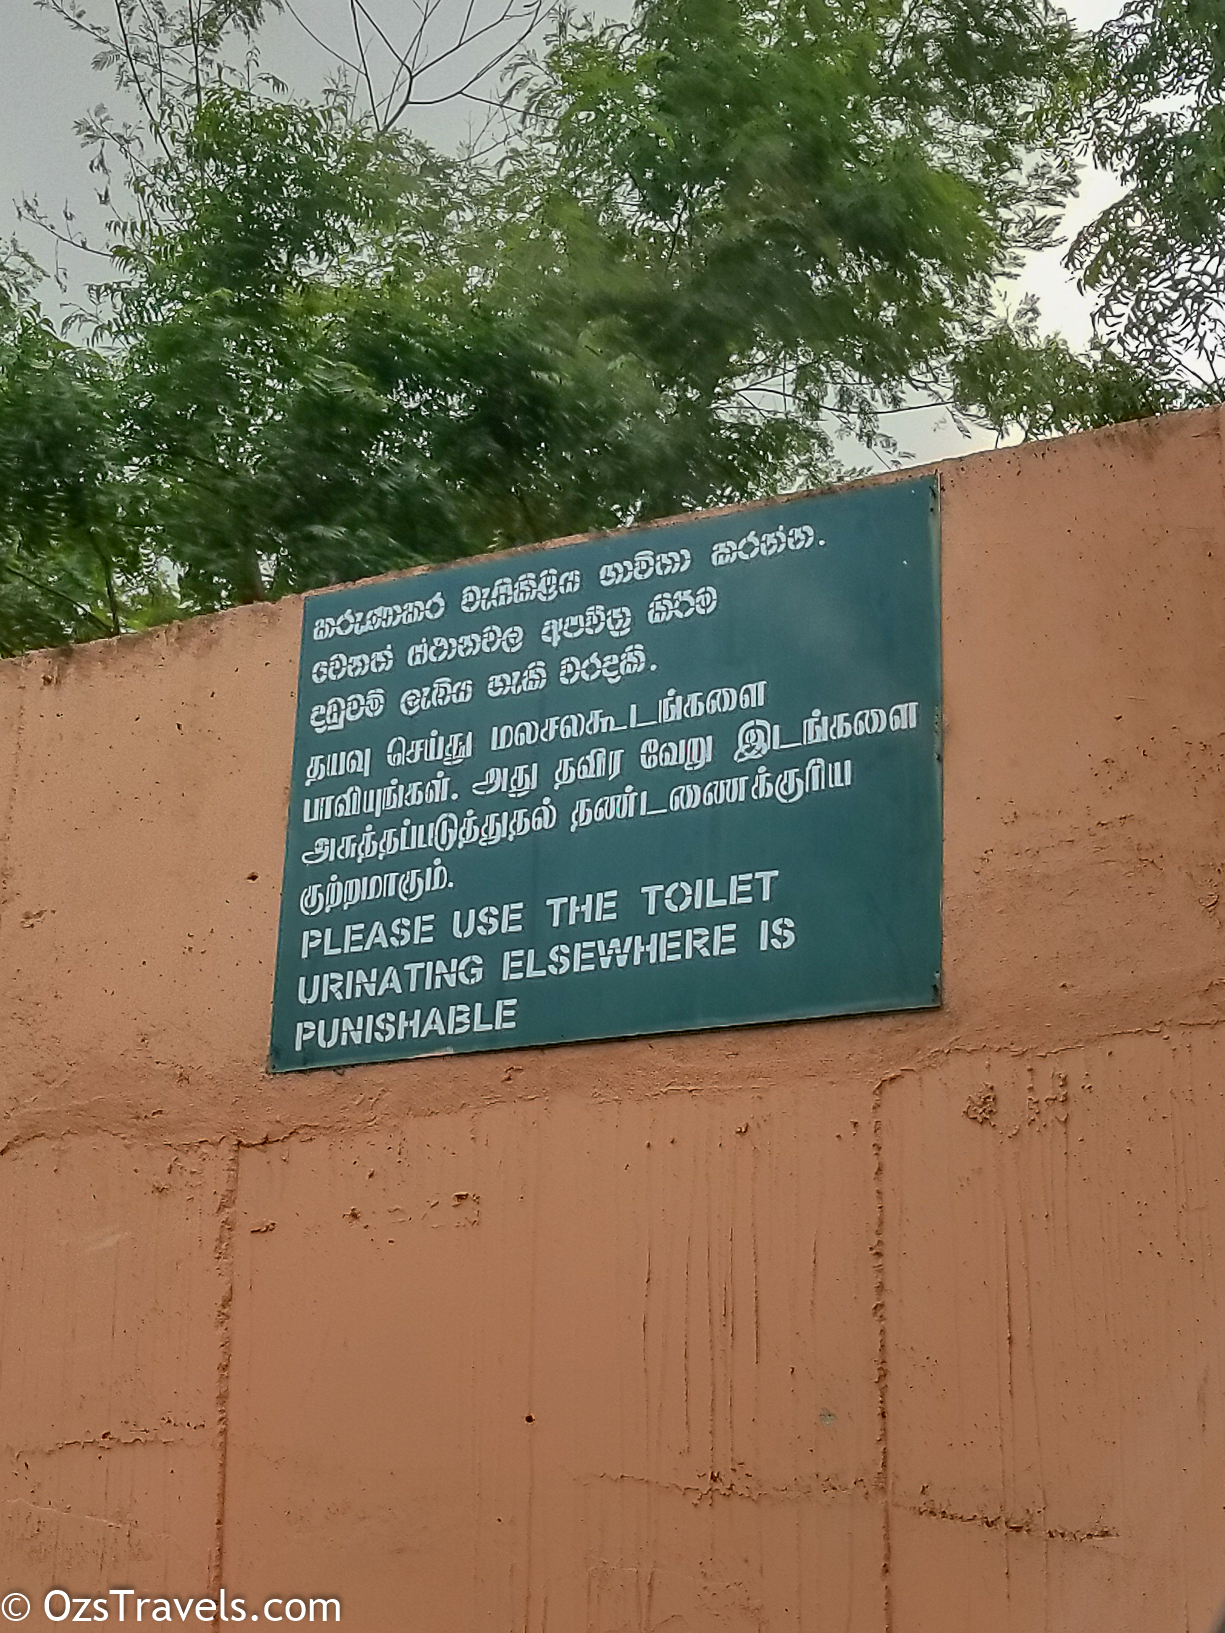 කරුණාකර වැසිකිළිය භාවිතා කරන්න.
වෙනත් ස්ථානවල අපවිත්‍ර කිරීම
දඬුවම් ලැබිය හැකි වරදකි.
தயவு செய்து மலசலகூடங்களை
பாவியுங்கள். அது தவிர வேறு இடங்களை
அசுத்தப்படுத்துதல் தண்டணைக்குரிய
குற்றமாகும்.
PLEASE USE THE TOILET
URINATING ELSEWHERE IS
PUNISHABLE
© OzsTravels.com